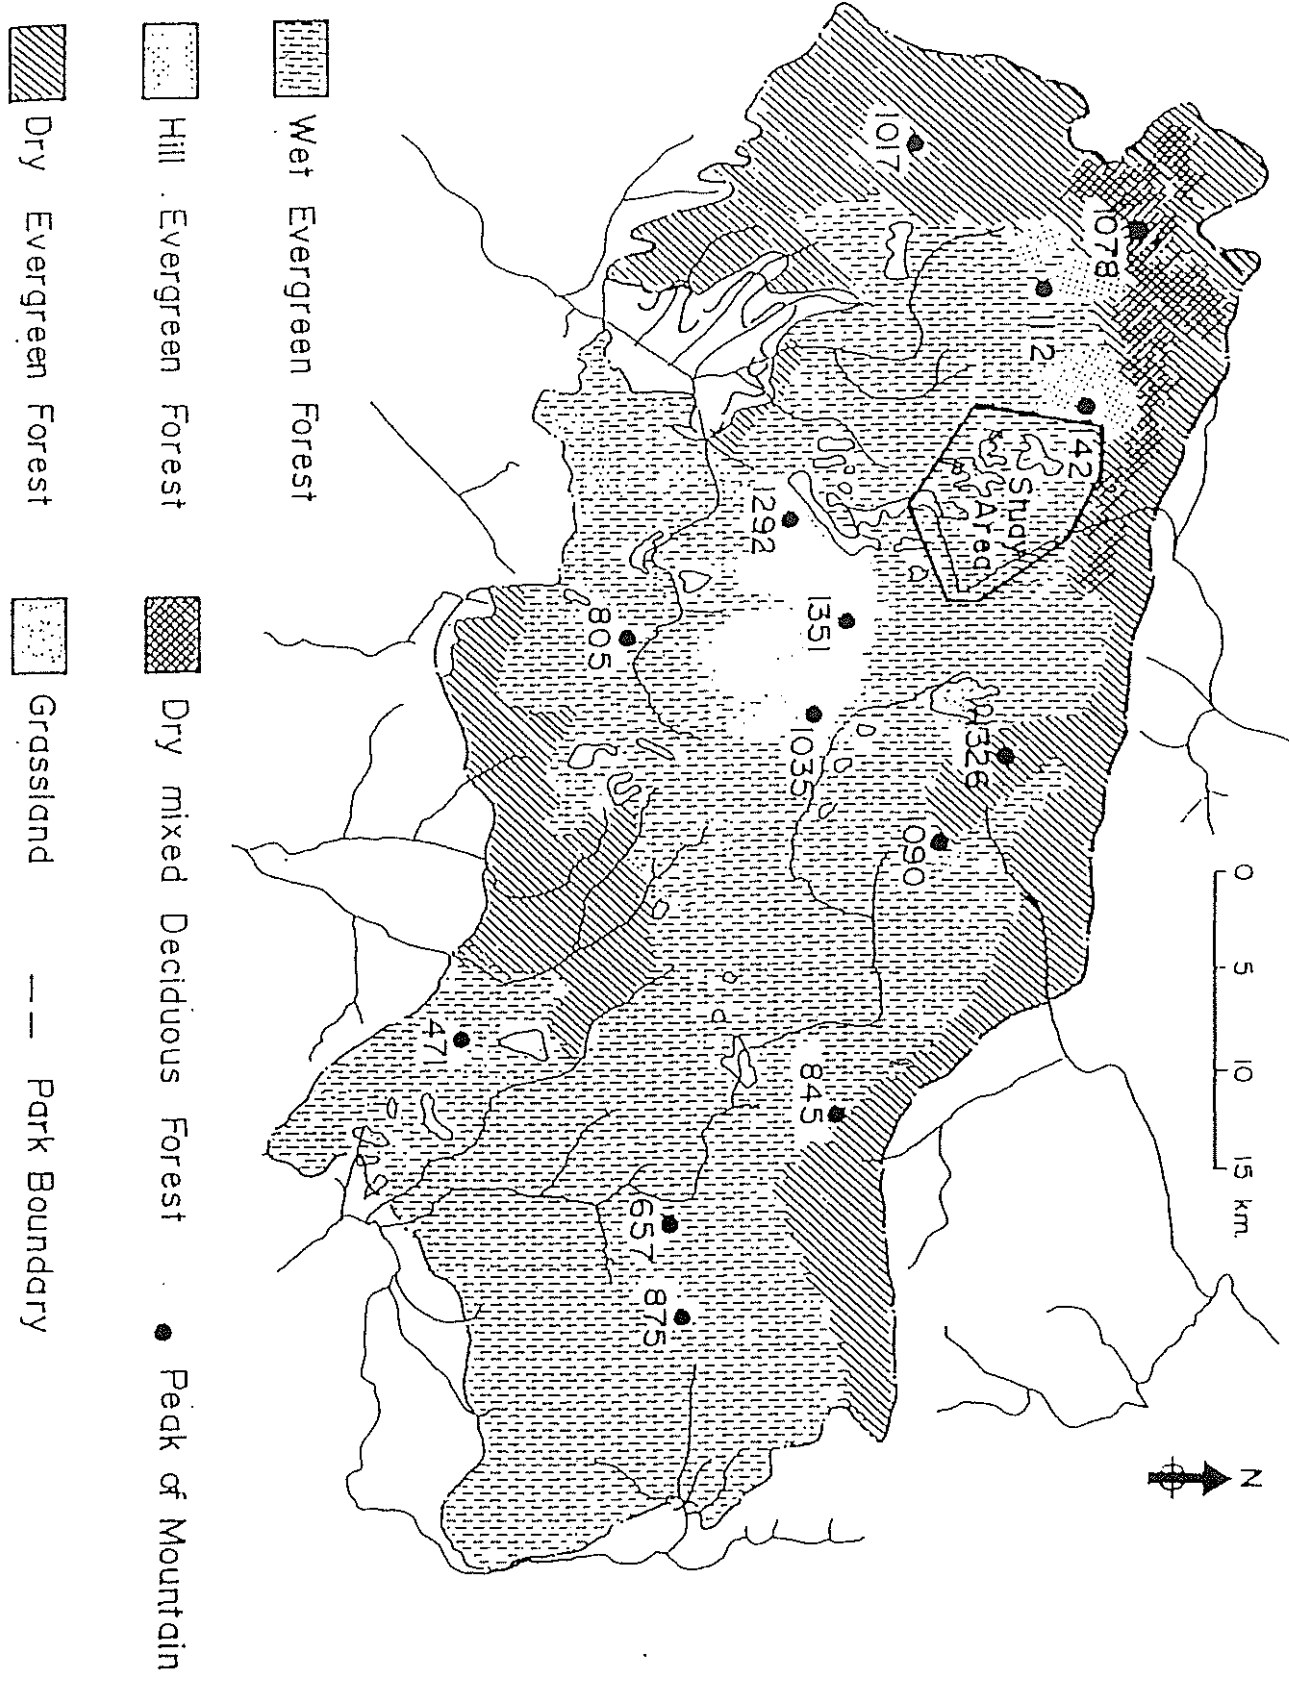 N
0 5 10 15 km.
1078
1112
142
Study
Area
1017
1326
1090
1351
1035
845
1292
657
875
805
471
Wet Evergreen Forest
Hill Evergreen Forest
Dry mixed Deciduous Forest
Peak of Mountain
Dry Evergreen Forest
Grassland
Park Boundary